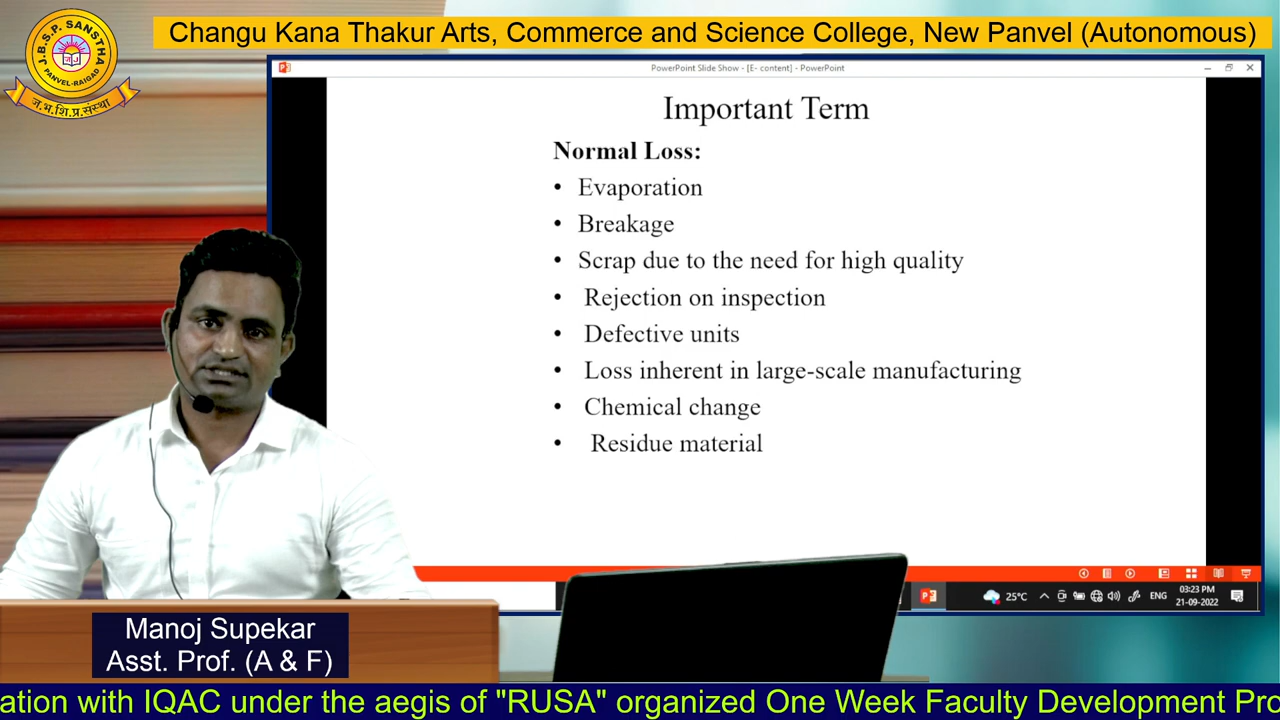 J.B.S.P. SANSTHA
PANVEL-RAIGAD
ज.भ.शि.प्र.संस्था
Changu Kana Thakur Arts, Commerce and Science College, New Panvel (Autonomous)
PowerPoint Slide Show - [E- content] - PowerPoint
Important Term
Normal Loss:
• Evaporation
• Breakage
• Scrap due to the need for high quality
• Rejection on inspection
• Defective units
• Loss inherent in large-scale manufacturing
• Chemical change
• Residue material
25°C
ENG
03:23 PM
21-09-2022
Manoj Supekar
Asst. Prof. (A & F)
ation with IQAC under the aegis of "RUSA" organized One Week Faculty Development Pro